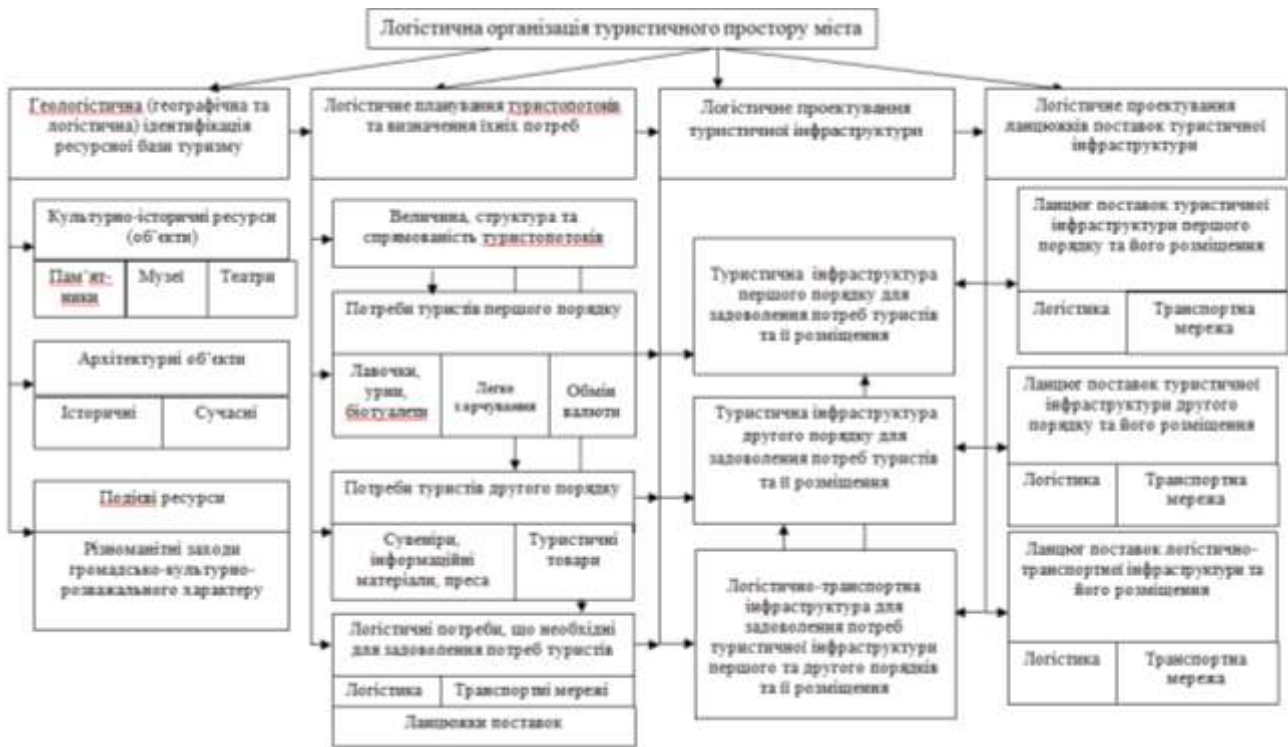 Логістична організація туристичного простору міста
Геологістична (географічна та
логістична) ідентифікація
ресурсної бази туризму
Культурно-історичні ресурси
(об’єкти)
Пам’ят-
ники
Музеї
Театри
Архітектурні об’єкти
Історичні
Сучасні
Подієві ресурси
Різноманітні заходи
громадсько-культурно-
розважального характеру
Логістичне планування туристопотоків
та визначення їхніх потреб
Величина, структура та
спрямованість туристопотоків
Потреби туристів першого порядку
Лавочки,
урни,
біотуалети
Легке
харчування
Обмін
валюти
Потреби туристів другого порядку
Сувеніри,
інформаційні
матеріали, преса
Туристичні
товари
Логістичні потреби, що необхідні
для задоволення потреб туристів
Логістика
Транспортні мережі
Ланцюжки поставок
Логістичне проектування
туристичної інфраструктури
Туристична інфраструктура
першого порядку для
задоволення потреб туристів
та її розміщення
Туристична інфраструктура
другого порядку для
задоволення потреб туристів
та її розміщення
Логістично-транспортна
інфраструктура для
задоволення потреб
туристичної інфраструктури
першого та другого порядків
та її розміщення
Логістичне проектування
ланцюжків поставок туристичної
інфраструктури
Ланцюг поставок туристичної
інфраструктури першого
порядку та його розміщення
Логістика
Транспортна
мережа
Ланцюг поставок туристичної
інфраструктури другого
порядку та його розміщення
Логістика
Транспортна
мережа
Ланцюг поставок логістично-
транспортної інфраструктури та
його розміщення
Логістика
Транспортна
мережа